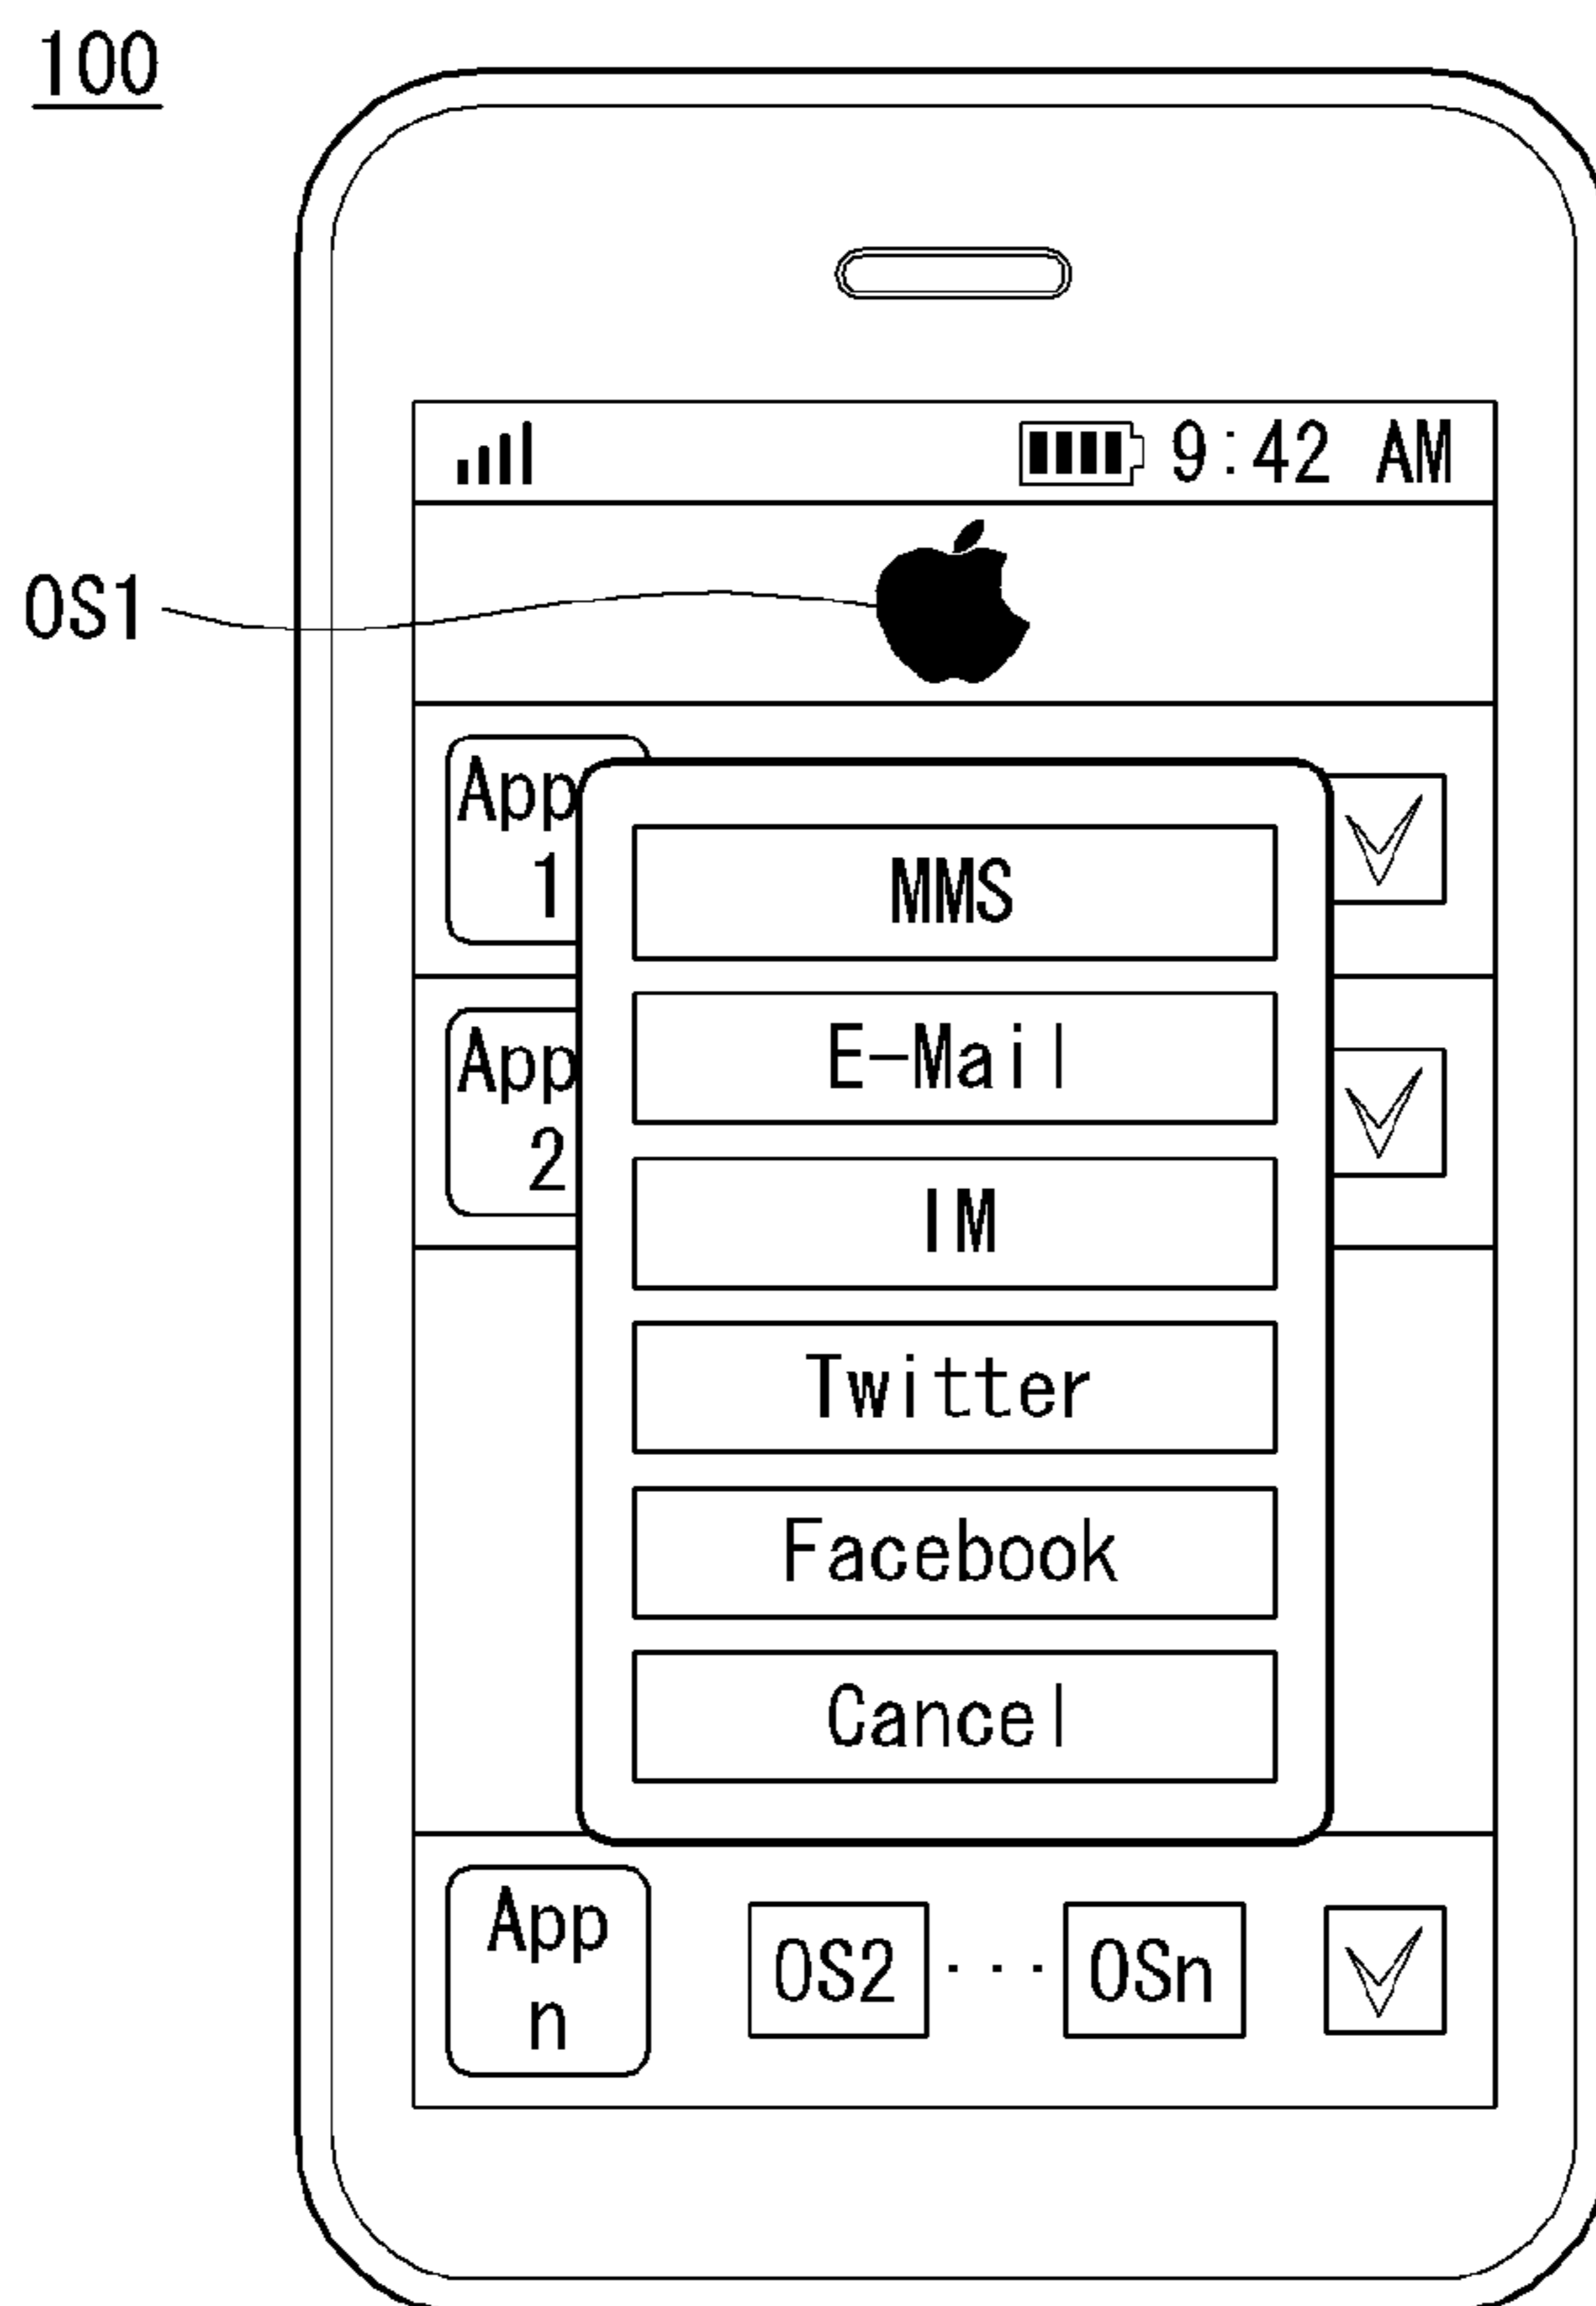 100
9:42 AM
OS1
App
1
MMS
E-Mail
App
2
IM
Twitter
Facebook
Cancel
App
n
OS2 ··· OSn